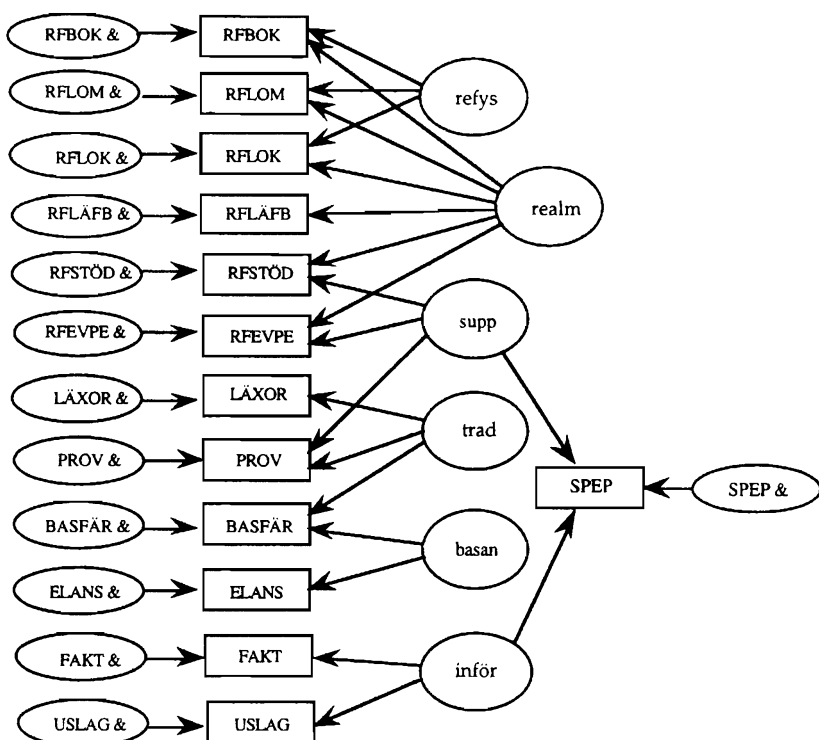 RFBOK & RFBOK
RFLOM & RFLOM refys
RFLOK & RFLOK
RFLÄFB & RFLÄFB realm
RFSTÖD & RFSTÖD
RFEVPE & RFEVPE supp
LÄXOR & LÄXOR
PROV & PROV trad
SPEP SPEP &
BASFÄR & BASFÄR
basan
ELANS & ELANS
FAKT & FAKT
inför
USLAG & USLAG